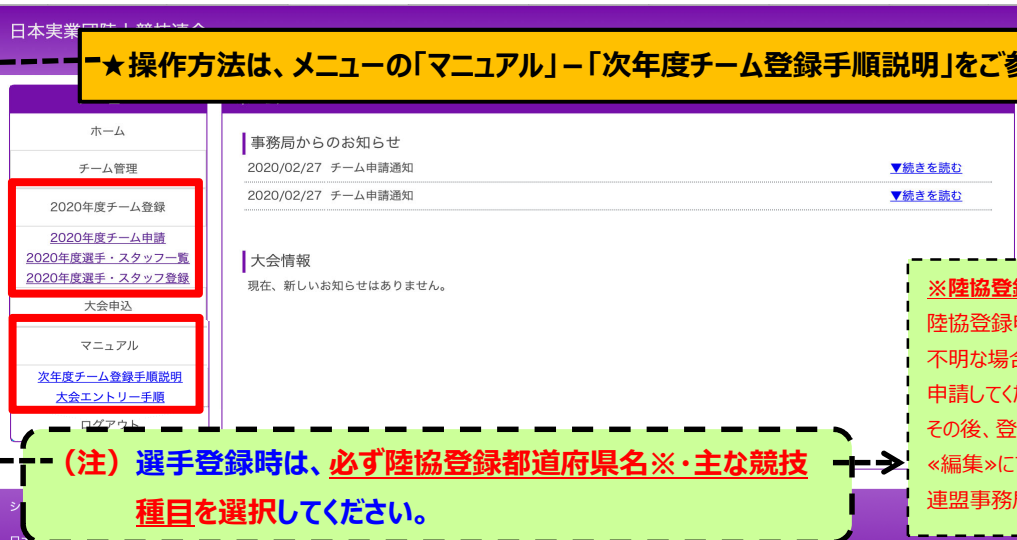 日本実業団陸上競技連合
★操作方法は、メニューの「マニュアル」－「次年度チーム登録手順説明」をご参
ホーム
チーム管理
2020年度チーム登録
2020年度チーム申請
2020年度選手・スタッフ一覧
2020年度選手・スタッフ登録
大会申込
マニュアル
次年度チーム登録手順説明
大会エントリー手順
ログアウト
事務局からのお知らせ
2020/02/27 チーム申請通知 ▼続きを読む
2020/02/27 チーム申請通知 ▼続きを読む
大会情報
現在、新しいお知らせはありません。
※陸協登録
陸協登録
不明な場合
申請してくだ
その後、登
≪編集≫に
連盟事務局
（注）選手登録時は、必ず陸協登録都道府県名※・主な競技
種目を選択してください。